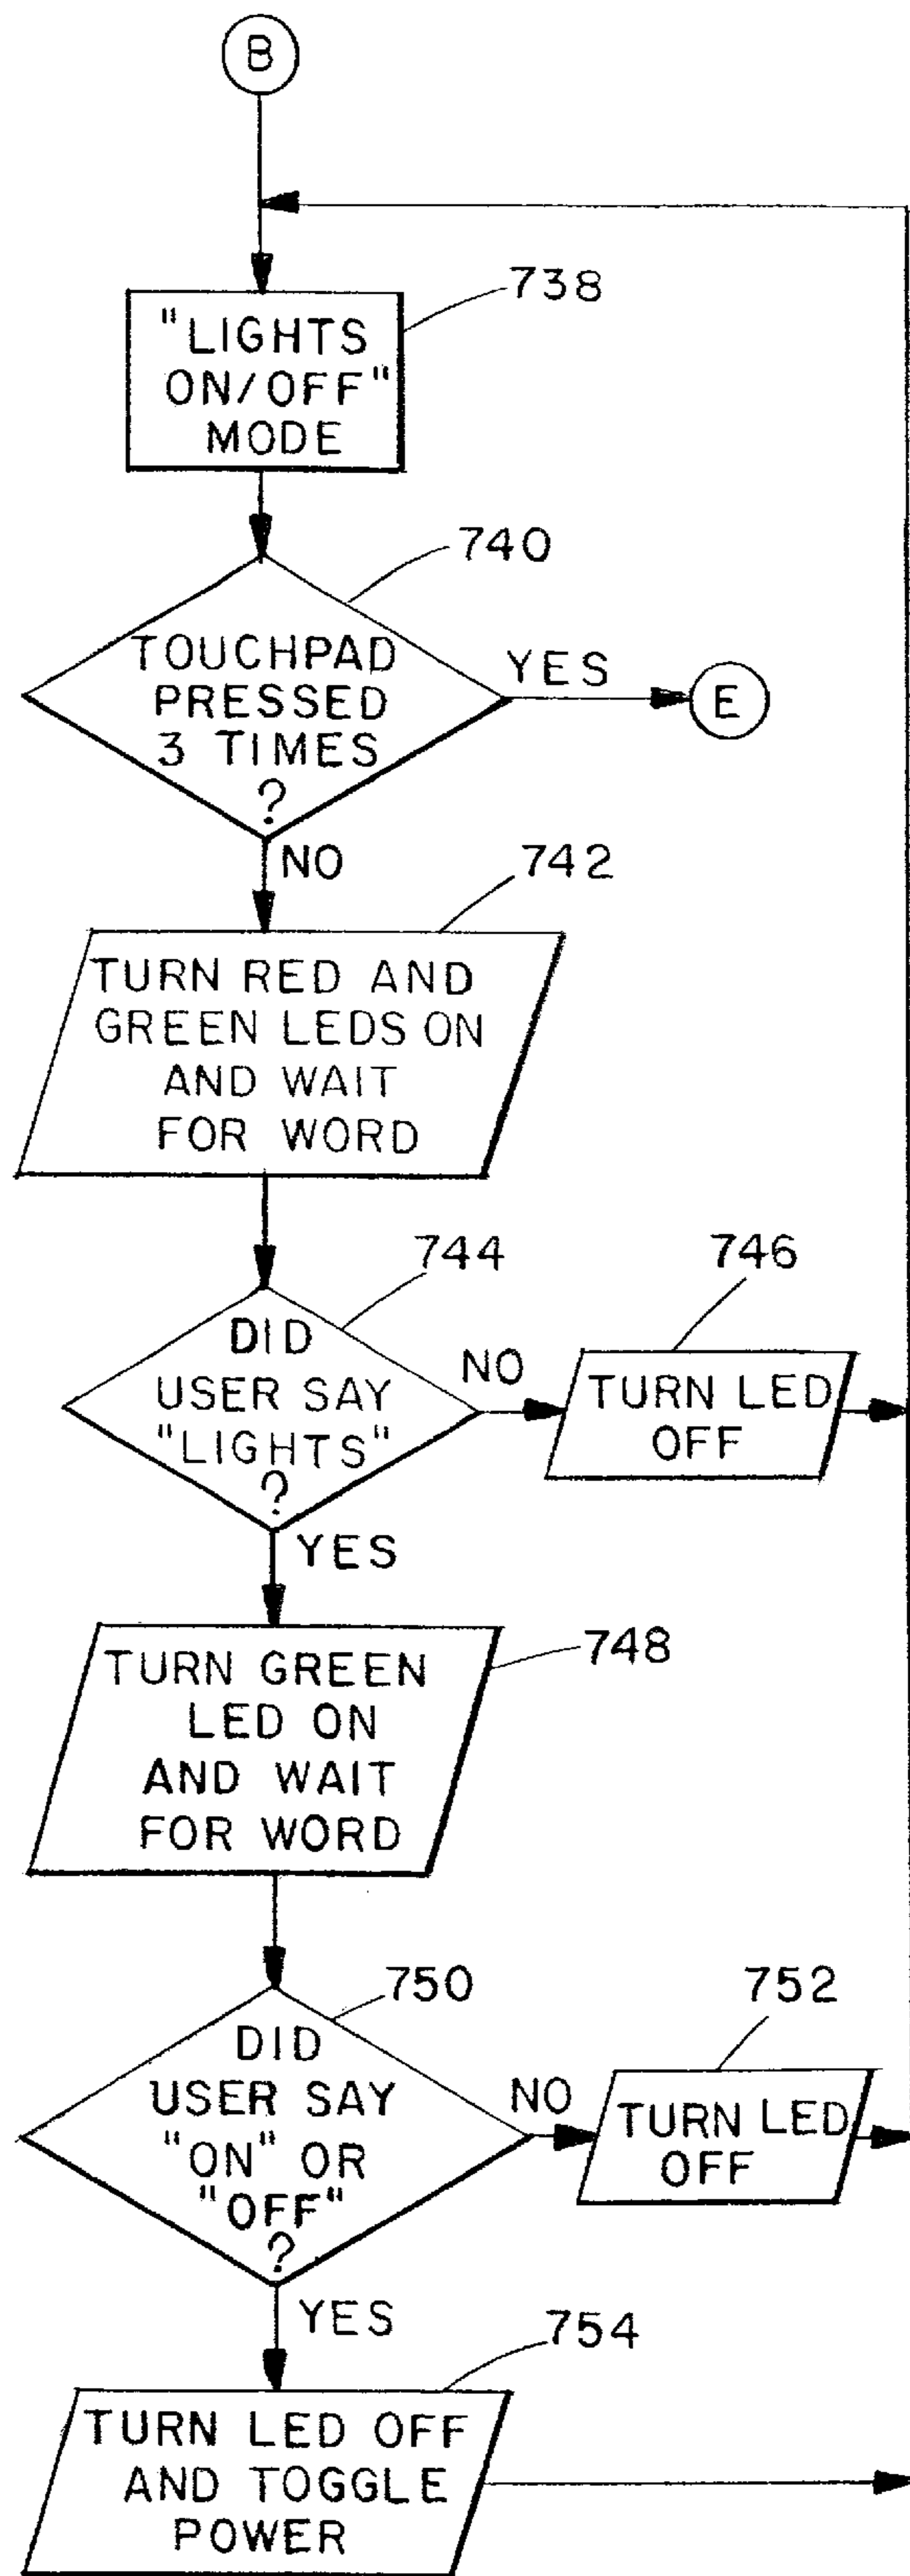 B
738
"LIGHTS
ON/OFF"
MODE
740
TOUCHPAD
PRESSED
3 TIMES
?
YES
E
NO
742
TURN RED AND
GREEN LEDS ON
AND WAIT
FOR WORD
744
DID
USER SAY
"LIGHTS"
?
NO
746
TURN LED
OFF
YES
748
TURN GREEN
LED ON
AND WAIT
FOR WORD
750
DID
USER SAY
"ON" OR
"OFF"
?
NO
752
TURN LED
OFF
YES
754
TURN LED OFF
AND TOGGLE
POWER